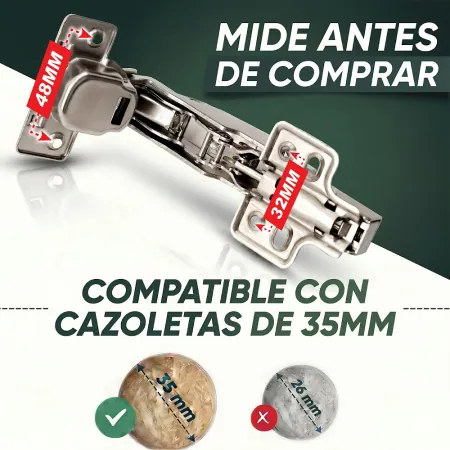 MIDE ANTES
DE COMPRAR
48MM
32MM
COMPATIBLE CON
CAZOLETAS DE 35MM
35 mm
26 mm